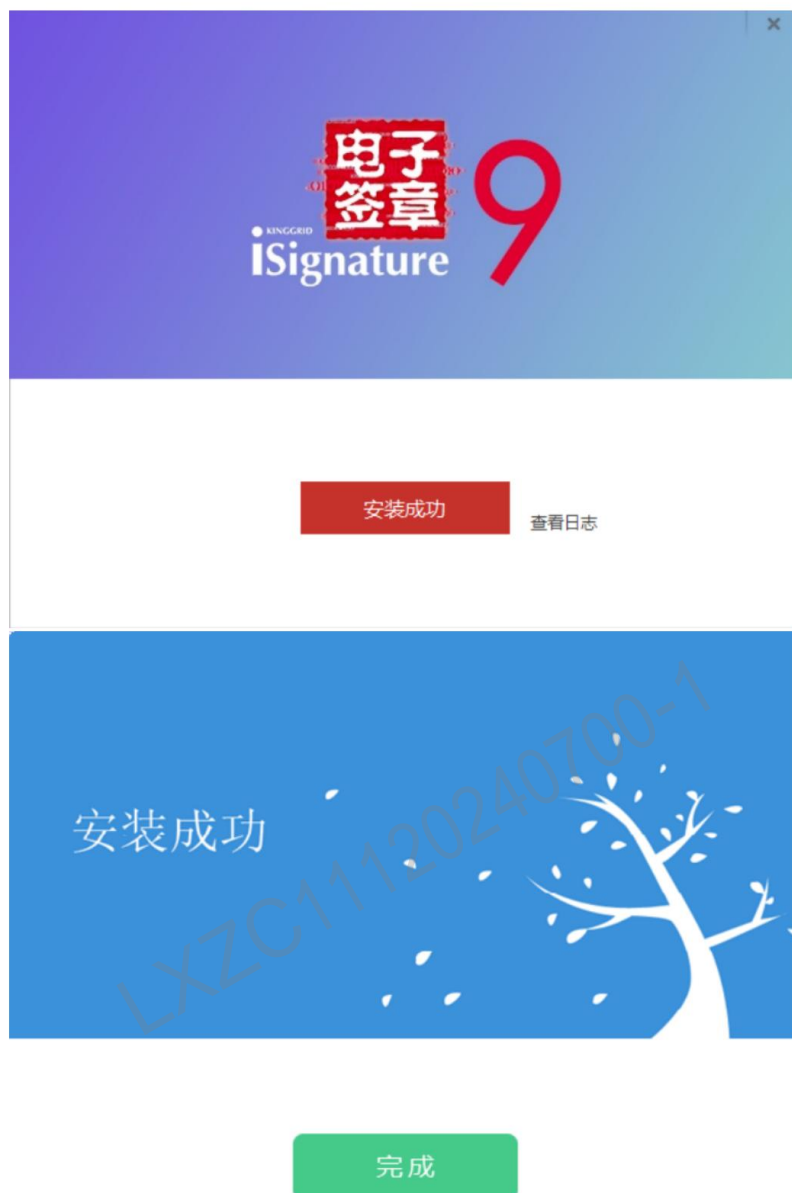 电子
签章
9
KINGGRID
iSignature
安装成功
查看日志
安装成功
LXZC11120240700-1
完成